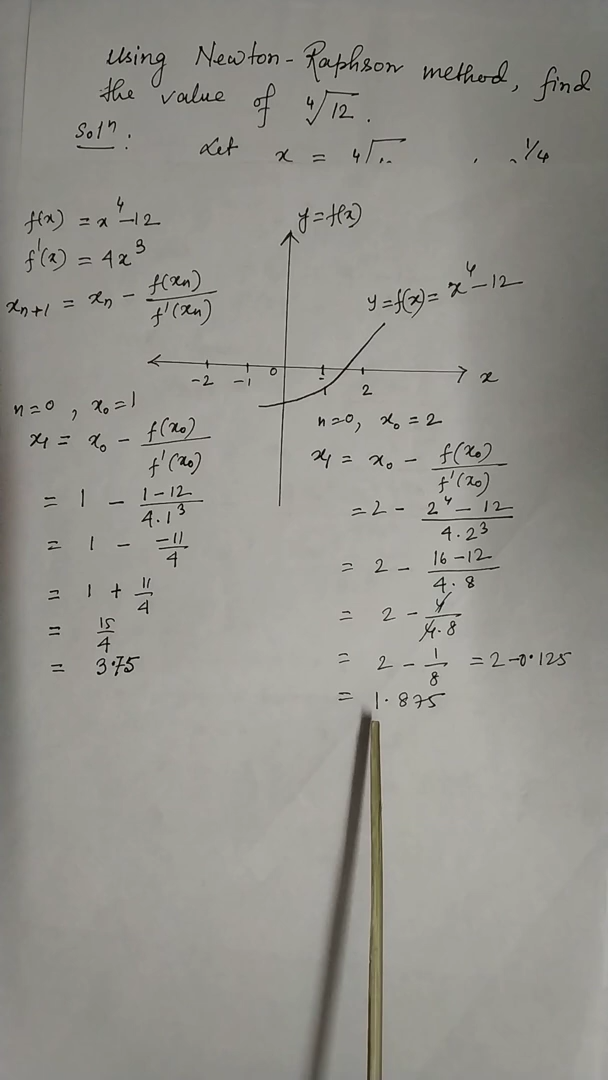 Using Newton-Raphson method, find
the value of ⁴√12.
Solⁿ: Let x = ⁴√ 1/4
f(x) = x⁴-12
f'(x) = 4x³
xₙ₊₁ = xₙ - f(xₙ)/f'(xₙ)
y=f(x)
y=f(x)= x⁴-12
-2 -1 0 1 2 x
n=0, x₀=1
x₁ = x₀ - f(x₀)/f'(x₀)
= 1 - (1-12)/(4.1³)
= 1 - (-11)/4
= 1 + 11/4
= 15/4
= 3.75
n=0, x₀=2
x₁ = x₀ - f(x₀)/f'(x₀)
=2 - (2⁴-12)/(4.2³)
= 2 - (16-12)/(4.8)
= 2 - 4/(4.8)
= 2 - 1/8 = 2-0.125
= 1.875